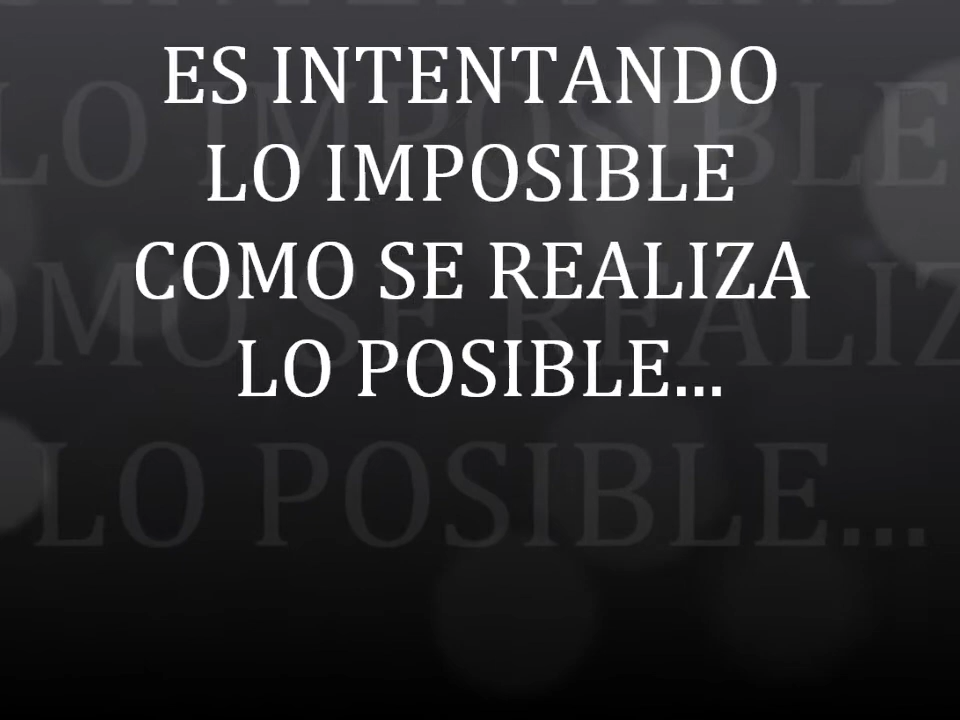 ES INTENTANDO
LO IMPOSIBLE
COMO SE REALIZA
LO POSIBLE...